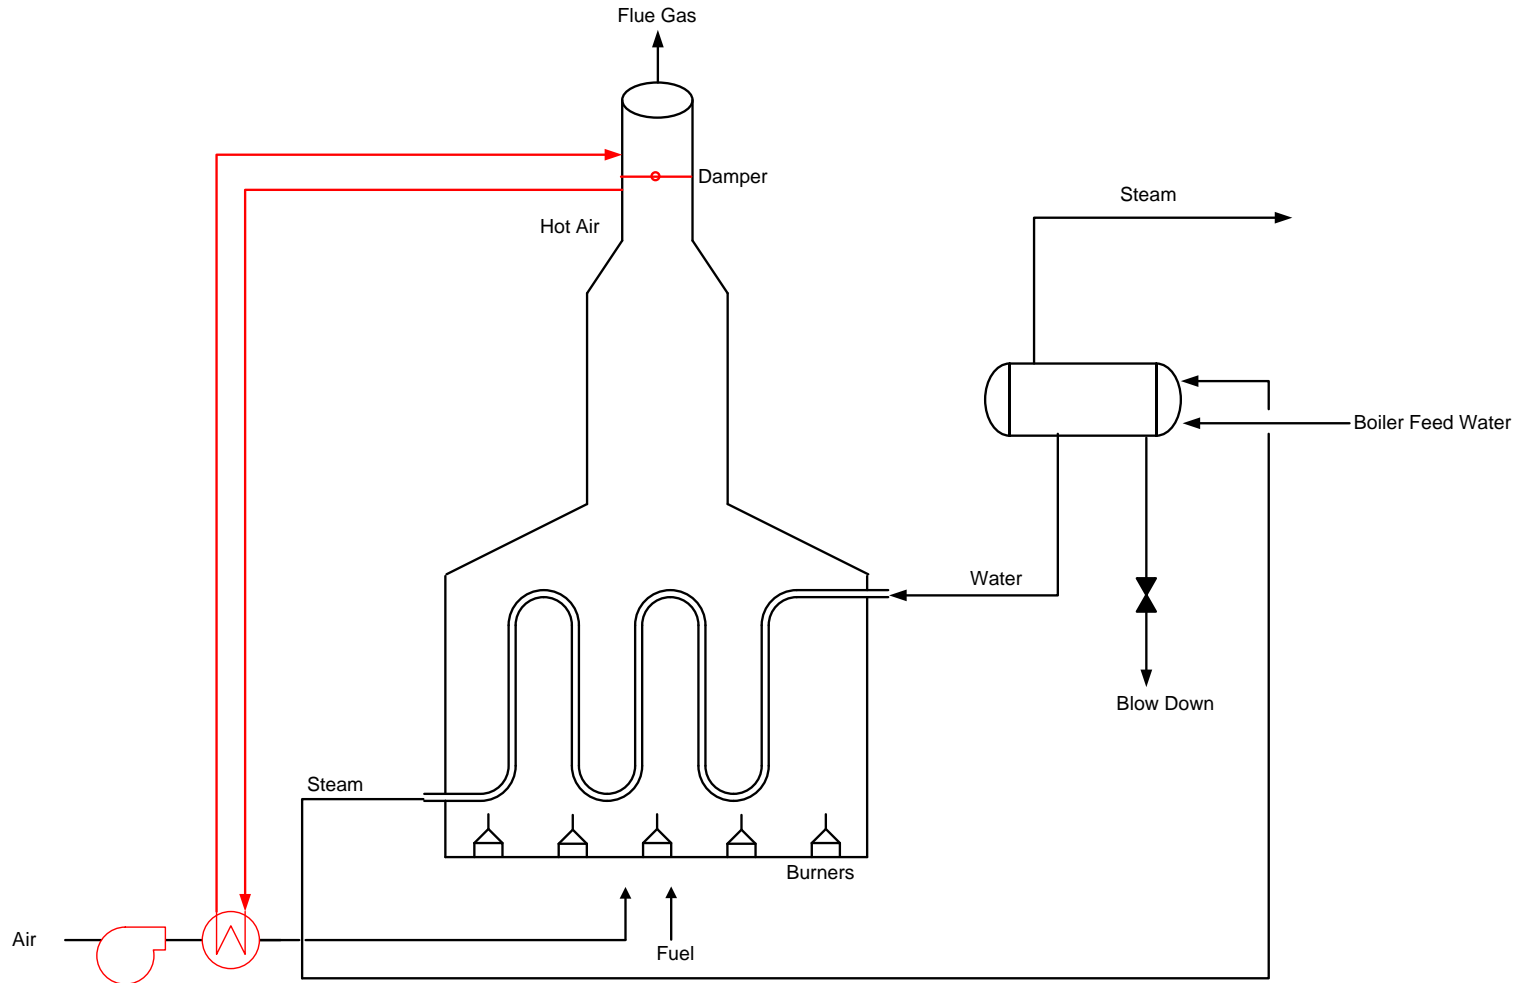 Flue Gas
Damper
Steam
Hot Air
Boiler Feed Water
Water
Blow Down
Steam
Burners
Air
Fuel